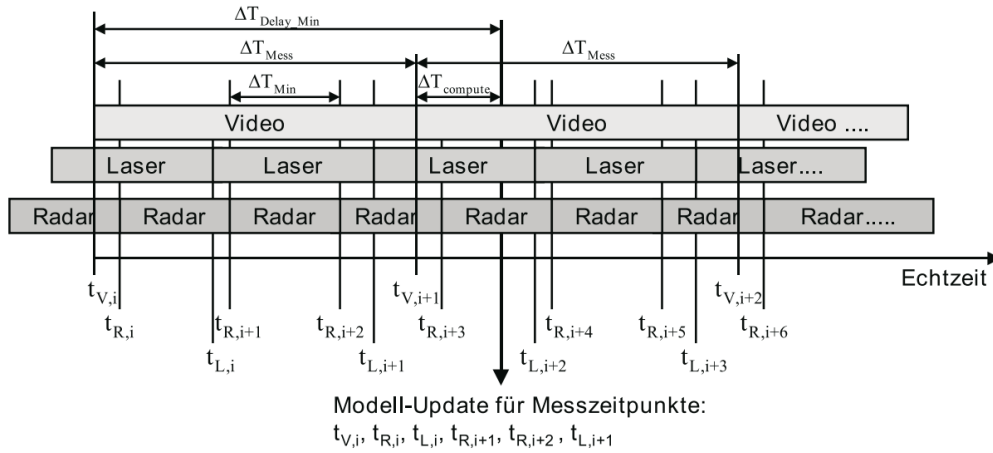 ΔT_Delay_Min
ΔT_Mess ΔT_Mess
ΔT_Min ΔT_compute
Video Video Video ....
Laser Laser Laser Laser Laser....
Radar Radar Radar Radar Radar Radar Radar Radar.....
Echtzeit
t_V,i t_V,i+1 t_V,i+2
t_R,i t_R,i+1 t_R,i+2 t_R,i+3 t_R,i+4 t_R,i+5 t_R,i+6
t_L,i t_L,i+1 t_L,i+2 t_L,i+3
Modell-Update für Messzeitpunkte:
t_V,i, t_R,i, t_L,i, t_R,i+1, t_R,i+2 , t_L,i+1